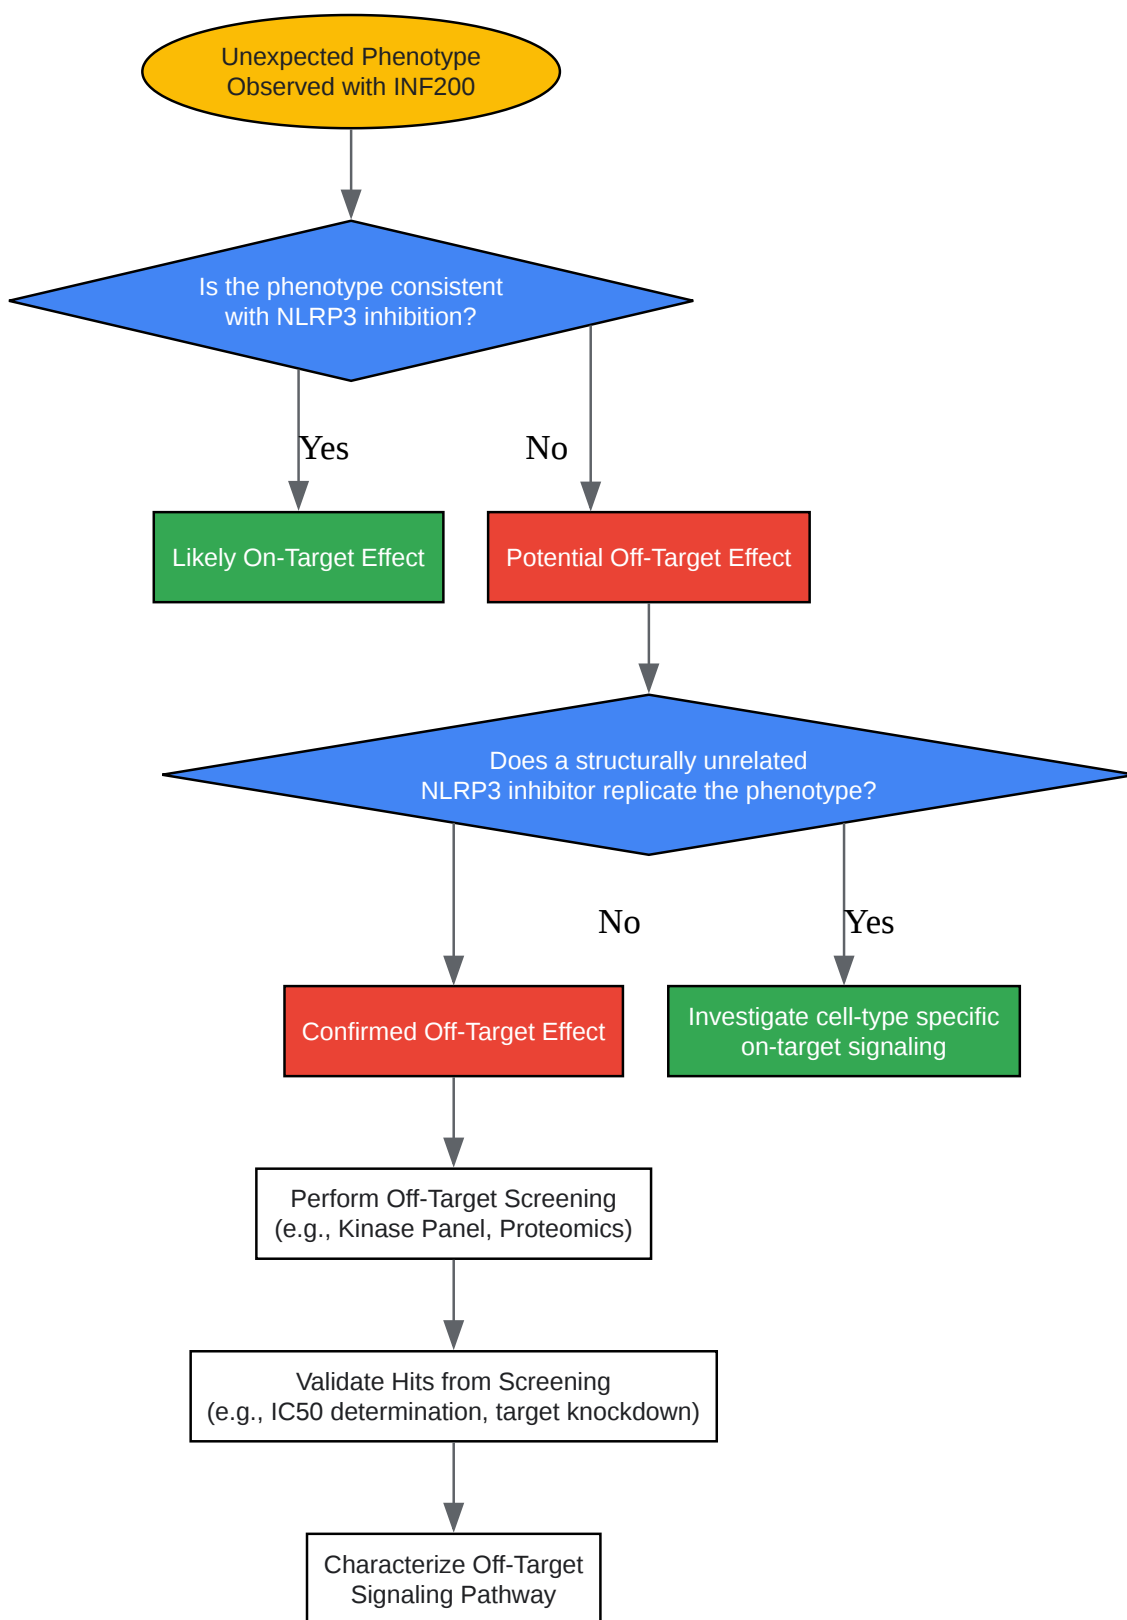 Unexpected Phenotype
Observed with INF200
Is the phenotype consistent
with NLRP3 inhibition?
Yes
No
Likely On-Target Effect
Potential Off-Target Effect
Does a structurally unrelated
NLRP3 inhibitor replicate the phenotype?
No
Yes
Confirmed Off-Target Effect
Investigate cell-type specific
on-target signaling
Perform Off-Target Screening
(e.g., Kinase Panel, Proteomics)
Validate Hits from Screening
(e.g., IC50 determination, target knockdown)
Characterize Off-Target
Signaling Pathway